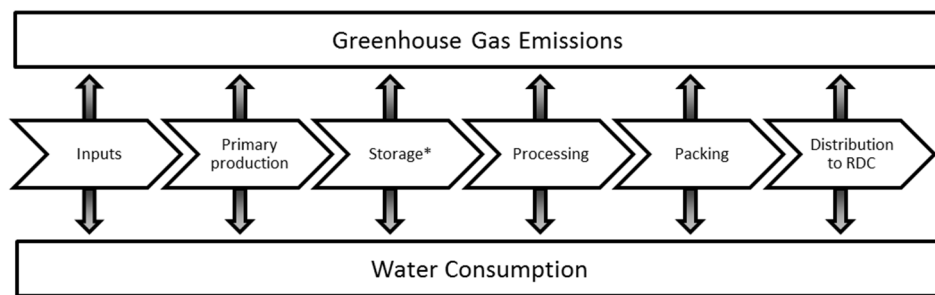 Greenhouse Gas Emissions
Inputs
Primary
production
Storage*
Processing
Packing
Distribution
to RDC
Water Consumption